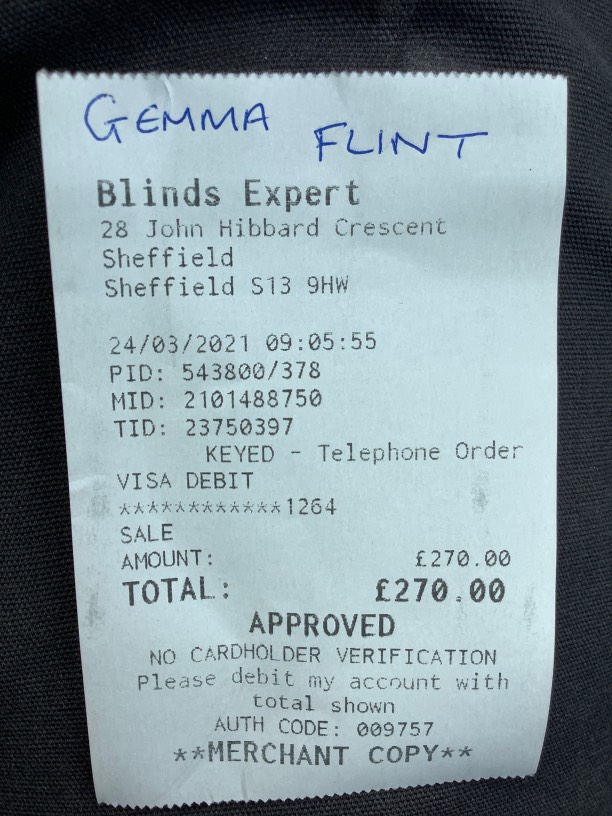 GEMMA FLINT
Blinds Expert
28 John Hibbard Crescent
Sheffield
Sheffield S13 9HW
24/03/2021 09:05:55
PID: 543800/378
MID: 2101488750
TID: 23750397
KEYED - Telephone Order
VISA DEBIT
************1264
SALE
AMOUNT: £270.00
TOTAL: £270.00
APPROVED
NO CARDHOLDER VERIFICATION
Please debit my account with
total shown
AUTH CODE: 009757
**MERCHANT COPY**